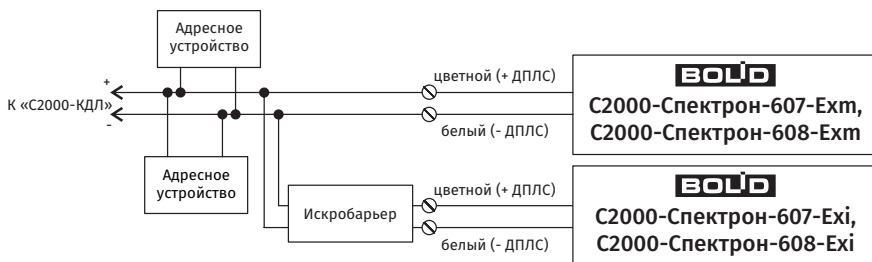 Адресное
устройство
+
К «С2000-КДЛ»
-
Адресное
устройство
цветной (+ ДПЛС)
белый (- ДПЛС)
BOLID
С2000-Спектрон-607-Exm,
С2000-Спектрон-608-Exm
Искробарьер
цветной (+ ДПЛС)
белый (- ДПЛС)
BOLID
С2000-Спектрон-607-Exi,
С2000-Спектрон-608-Exi